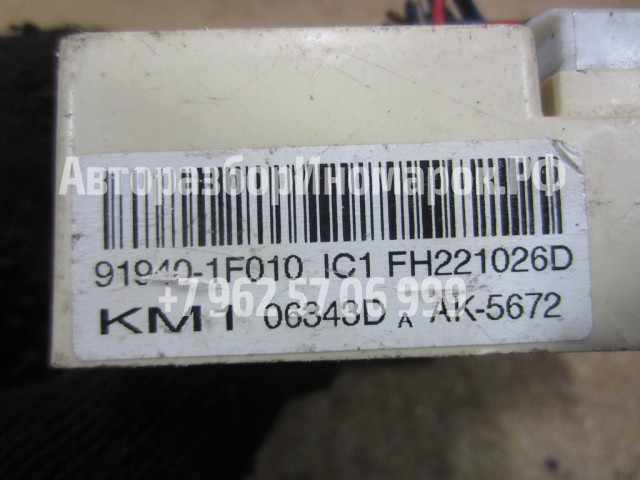 АвторазборИномарок.РФ
91940-1F010 IC1 FH221026D
+7 962 57 06 999
KM1 06343D A AK-5672